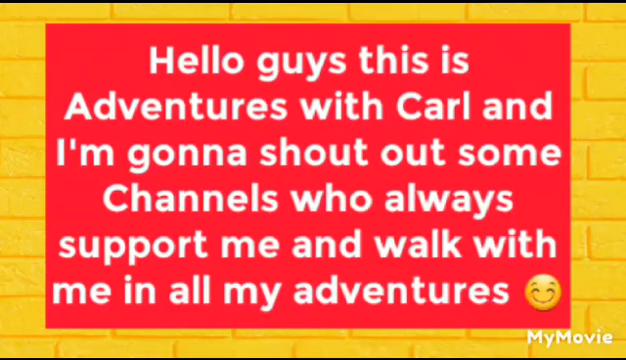 Hello guys this is
Adventures with Carl and
I'm gonna shout out some
Channels who always
support me and walk with
me in all my adventures 😊
MyMovie